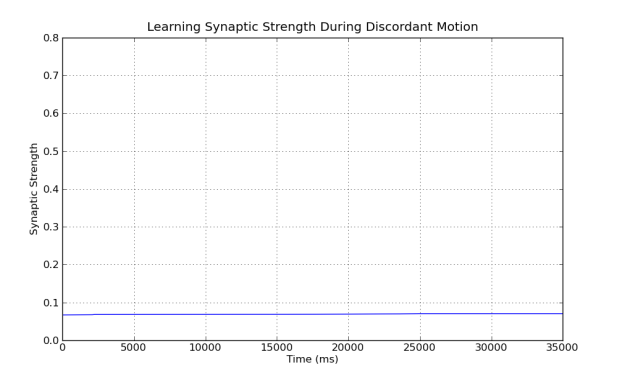 Learning Synaptic Strength During Discordant Motion
0.8
0.7
0.6
0.5
0.4
0.3
0.2
0.1
0.0
Synaptic Strength
0 5000 10000 15000 20000 25000 30000 35000
Time (ms)